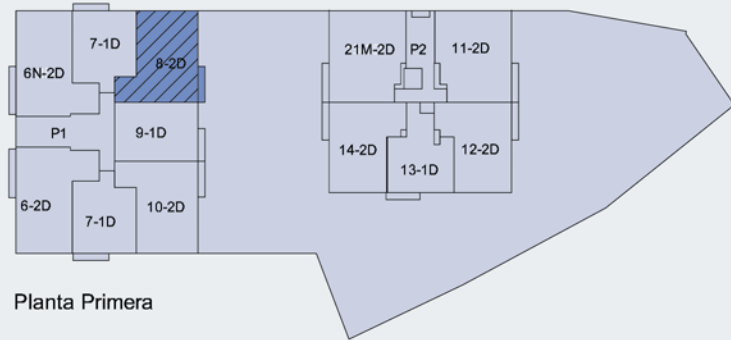 7-1D
6N-2D
8-2D
P1
9-1D
6-2D
7-1D
10-2D
21M-2D
P2
11-2D
14-2D
13-1D
12-2D
Planta Primera